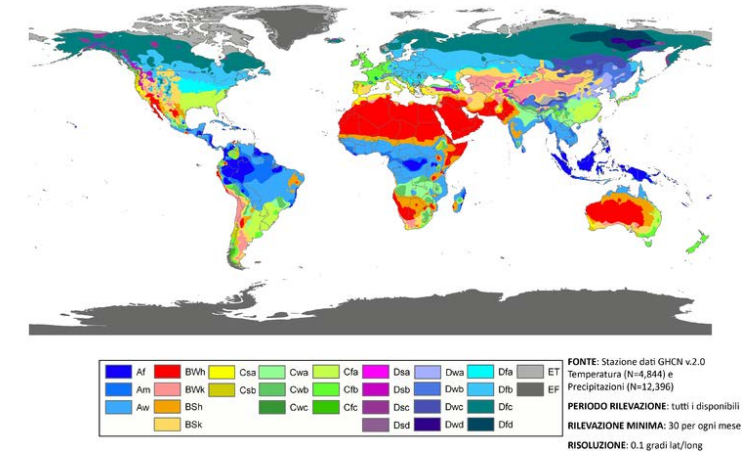 Af BWh Csa Cwa Cfa Dsa Dwa Dfa ET
Am BWk Csb Cwb Cfb Dsb Dwb Dfb EF
Aw BSh Cwc Cfc Dsc Dwc Dfc
BSk Dsd Dwd Dfd
FONTE: Stazione dati GHCN v.2.0
Temperatura (N=4,844) e
Precipitazioni (N=12,396)
PERIODO RILEVAZIONE: tutti i disponibili
RILEVAZIONE MINIMA: 30 per ogni mese
RISOLUZIONE: 0.1 gradi lat/long